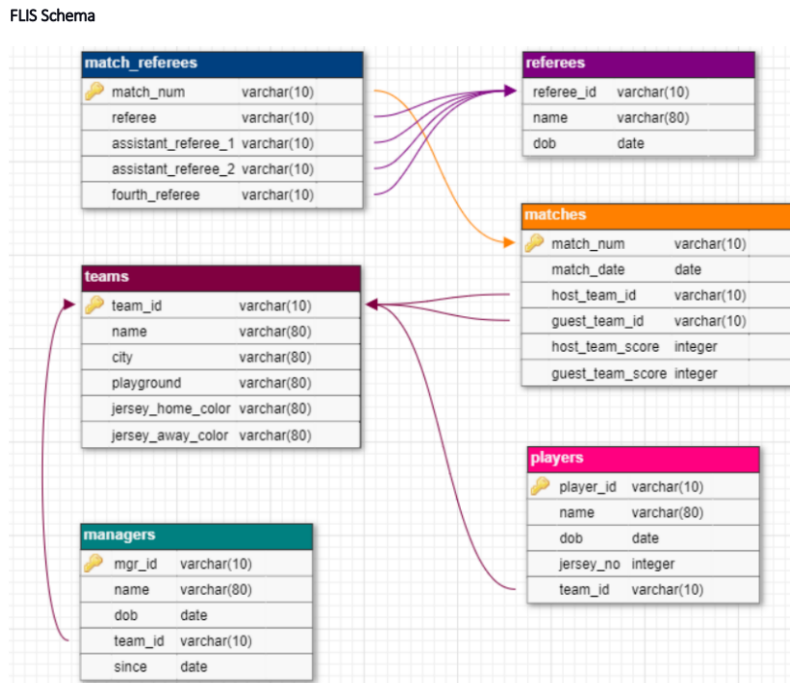 FLIS Schema
match_referees
match_num varchar(10)
referee varchar(10)
assistant_referee_1 varchar(10)
assistant_referee_2 varchar(10)
fourth_referee varchar(10)
referees
referee_id varchar(10)
name varchar(80)
dob date
matches
match_num varchar(10)
match_date date
host_team_id varchar(10)
guest_team_id varchar(10)
host_team_score integer
guest_team_score integer
teams
team_id varchar(10)
name varchar(80)
city varchar(80)
playground varchar(80)
jersey_home_color varchar(80)
jersey_away_color varchar(80)
players
player_id varchar(10)
name varchar(80)
dob date
jersey_no integer
team_id varchar(10)
managers
mgr_id varchar(10)
name varchar(80)
dob date
team_id varchar(10)
since date